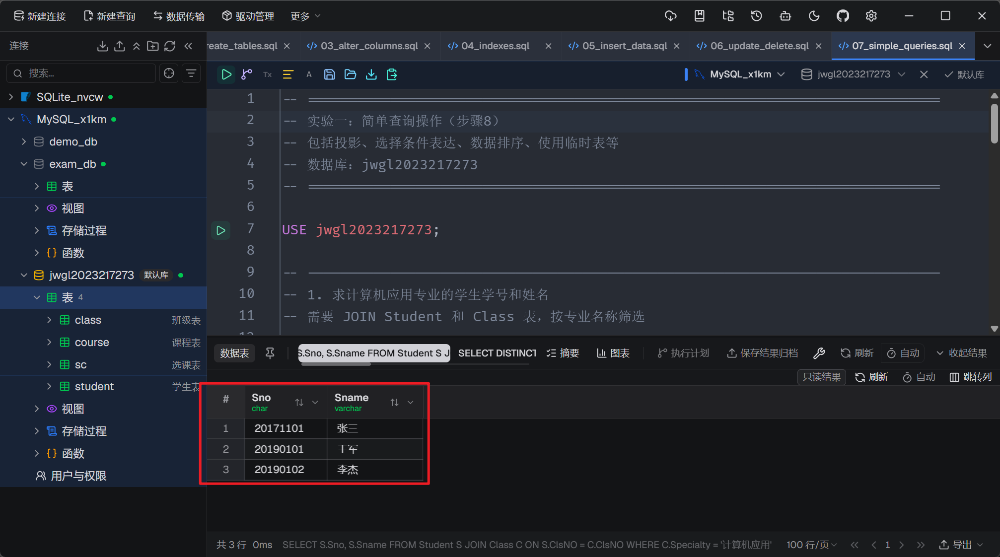 新建连接 新建查询 数据传输 驱动管理 更多
连接
reate_tables.sql 03_alter_columns.sql 04_indexes.sql 05_insert_data.sql 06_update_delete.sql 07_simple_queries.sql
搜索...
Tx A MySQL_x1km jwgl2023217273 默认库
SQLite_nvcw
MySQL_x1km
demo_db
exam_db
表
视图
存储过程
函数
jwgl2023217273 默认库
表 4
class 班级表
course 课程表
sc 选课表
student 学生表
视图
存储过程
函数
用户与权限
1 -- ══════════════════════════════
2 -- 实验一：简单查询操作（步骤8）
3 -- 包括投影、选择条件表达、数据排序、使用临时表等
4 -- 数据库：jwgl2023217273
5 -- ══════════════════════════════
6
7 USE jwgl2023217273;
8
9 -- ──────────────────────────────
10 -- 1. 求计算机应用专业的学生学号和姓名
11 -- 需要 JOIN Student 和 Class 表，按专业名称筛选
数据表 S.Sno, S.Sname FROM Student S J SELECT DISTINCT 摘要 图表 执行计划 保存结果归档 刷新 自动 收起结果
只读结果 刷新 自动 跳转列
# Sno Sname
char varchar
1 20171101 张三
2 20190101 王军
3 20190102 李杰
共 3 行 0ms SELECT S.Sno, S.Sname FROM Student S JOIN Class C ON S.ClsNO = C.ClsNO WHERE C.Specialty = '计算机应用' 100 行/页 1 导出